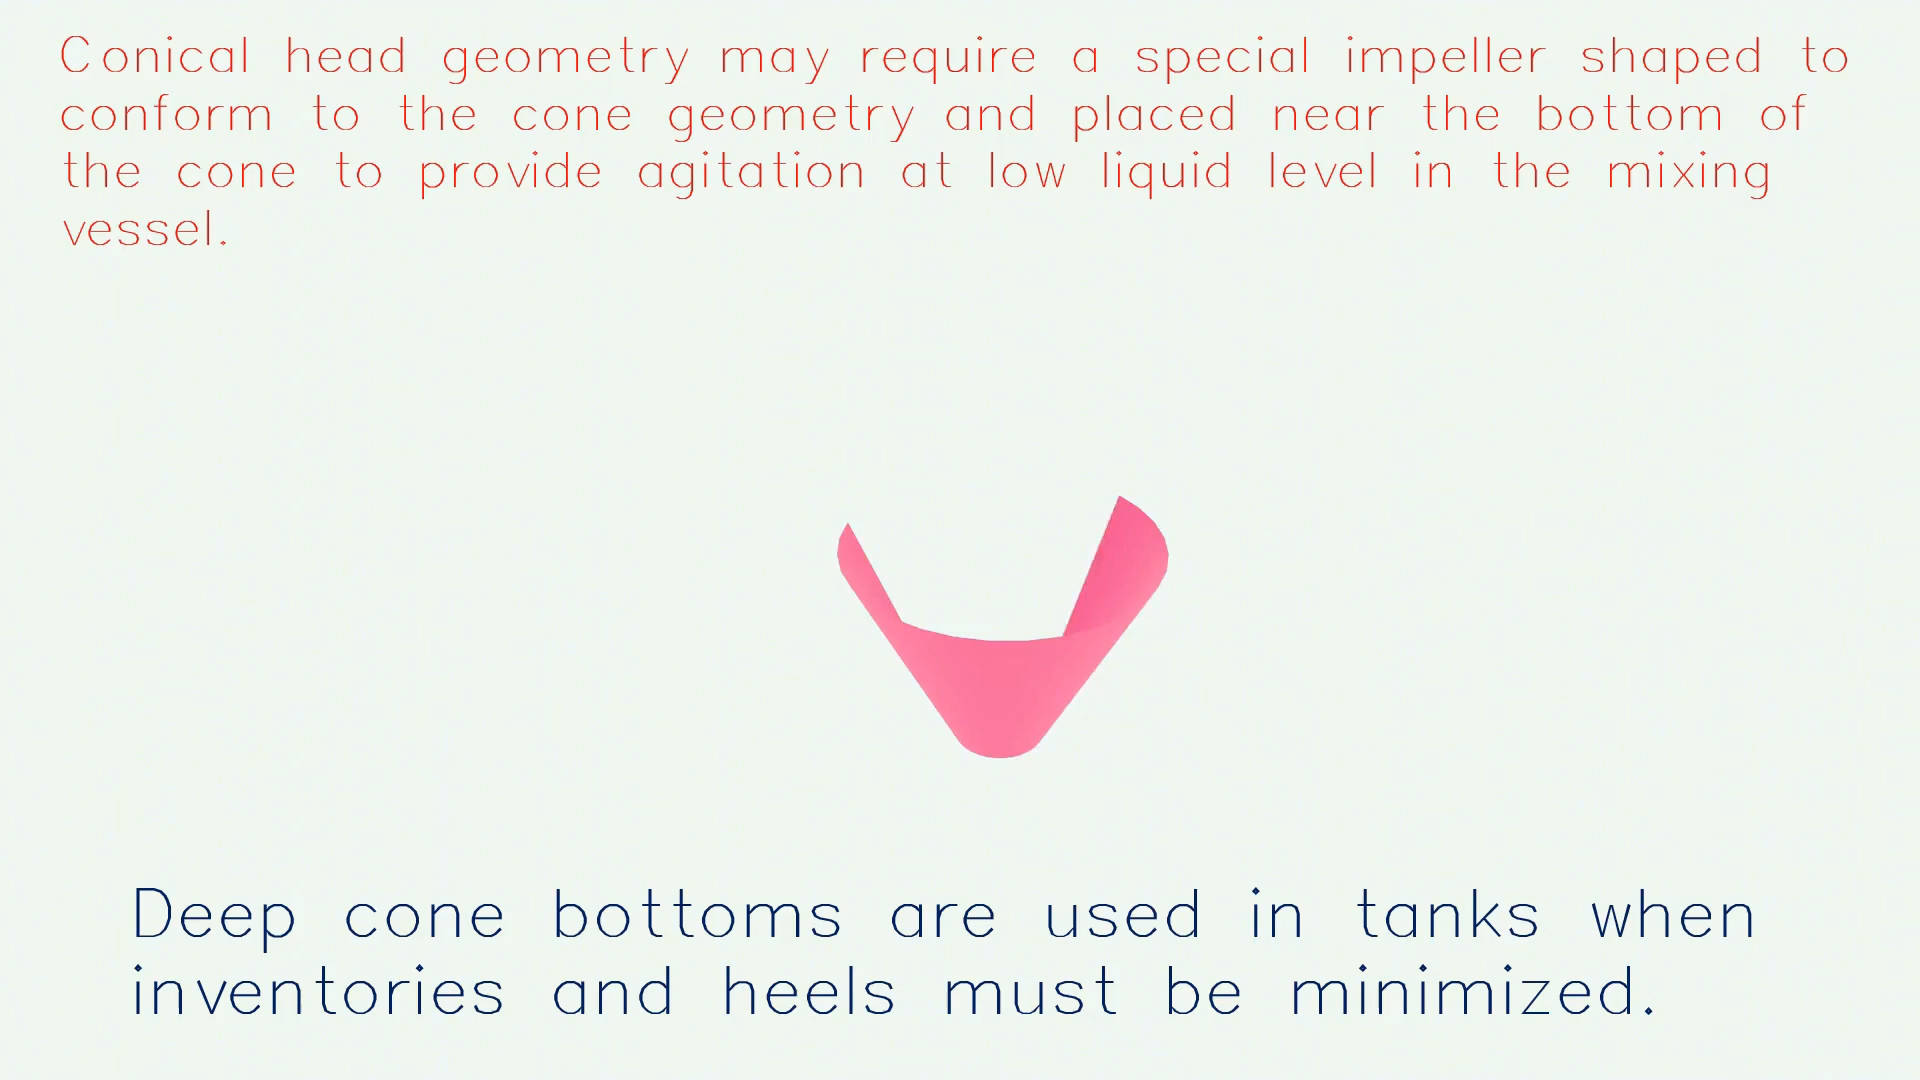 Conical head geometry may require a special impeller shaped to
conform to the cone geometry and placed near the bottom of
the cone to provide agitation at low liquid level in the mixing
vessel.
Deep cone bottoms are used in tanks when
inventories and heels must be minimized.